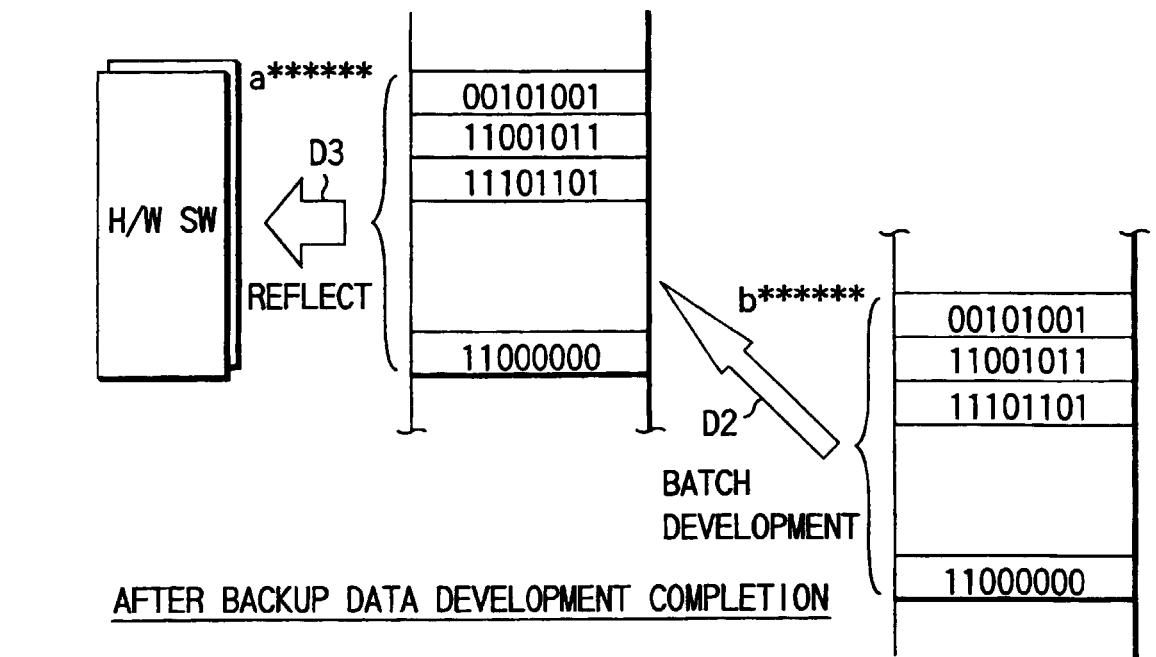 a******
00101001
11001011
11101101
D3
H/W SW
REFLECT
11000000
b******
00101001
11001011
11101101
D2
BATCH
DEVELOPMENT
11000000
AFTER BACKUP DATA DEVELOPMENT COMPLETION